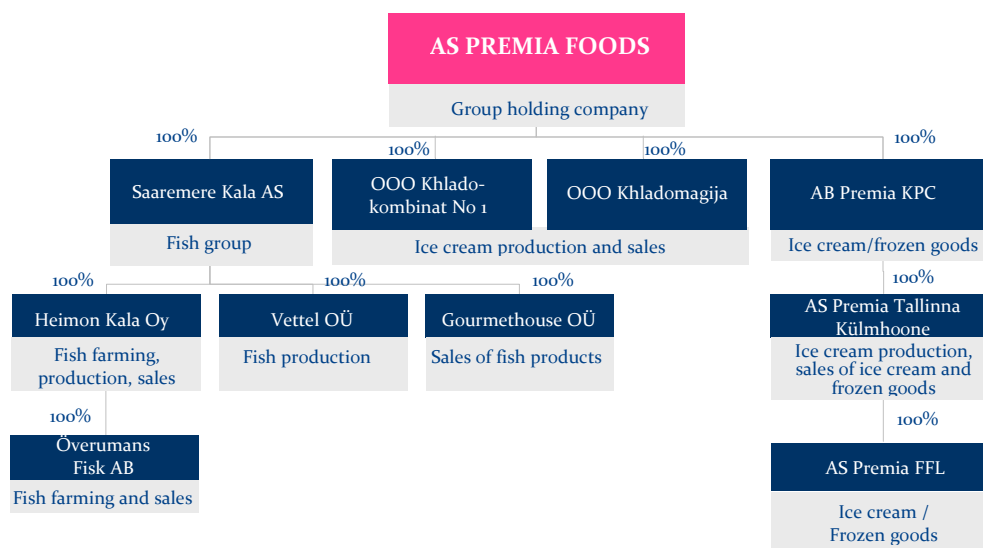 AS PREMIA FOODS
Group holding company
100%
100%
100%
100%
Saaremere Kala AS
Fish group
OOO Khlado-
kombinat No 1
OOO Khladomagija
Ice cream production and sales
AB Premia KPC
Ice cream/frozen goods
100%
100%
100%
100%
Heimon Kala Oy
Fish farming,
production, sales
Vettel OÜ
Fish production
Gourmethouse OÜ
Sales of fish products
AS Premia Tallinna
Külmhoone
Ice cream production,
sales of ice cream and
frozen goods
100%
100%
Överumans
Fisk AB
Fish farming and sales
AS Premia FFL
Ice cream /
Frozen goods